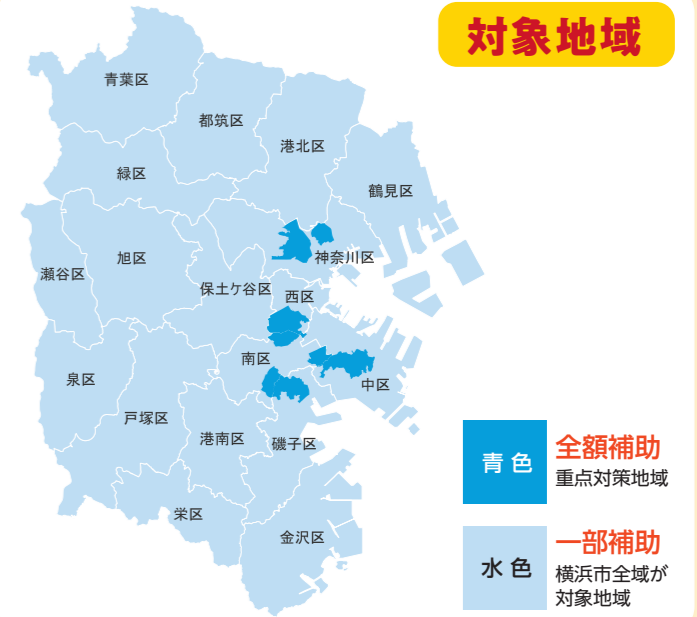 対象地域
青葉区
都筑区
港北区
緑区
鶴見区
神奈川区
旭区
瀬谷区
保土ケ谷区
西区
南区
泉区
中区
戸塚区
港南区
磯子区
栄区
金沢区
青色
全額補助
重点対策地域
水色
一部補助
横浜市全域が
対象地域